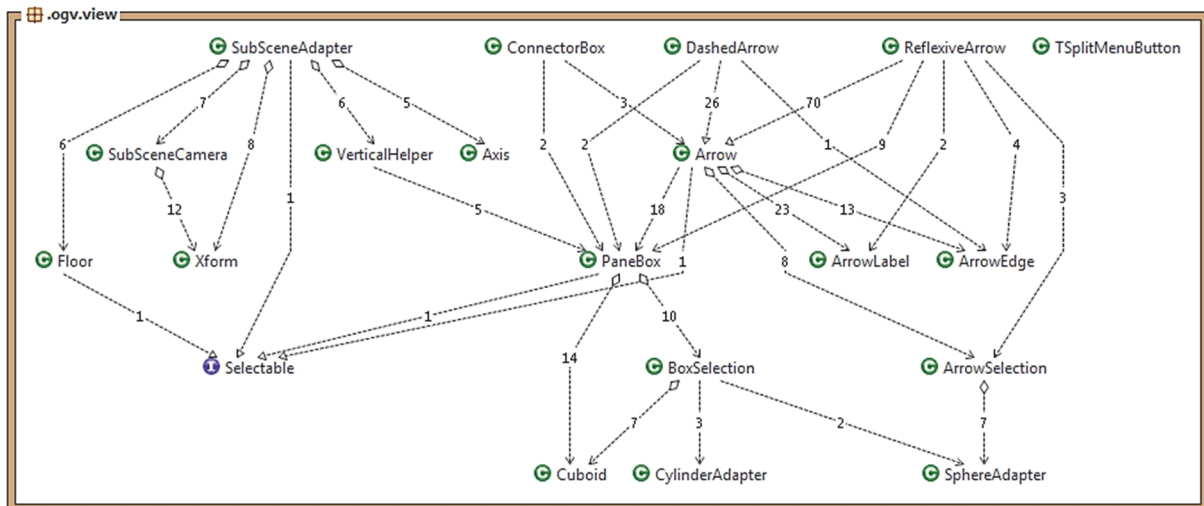 .ogv.view
SubSceneAdapter
ConnectorBox
DashedArrow
ReflexiveArrow
TSplitMenuButton
7
6
5
3
26
70
6
8
2
2
1
9
2
4
SubSceneCamera
VerticalHelper
Axis
Arrow
1
3
12
5
18
23
13
Floor
Xform
PaneBox
1
8
ArrowLabel
ArrowEdge
1
1
10
14
Selectable
BoxSelection
ArrowSelection
7
3
2
7
Cuboid
CylinderAdapter
SphereAdapter